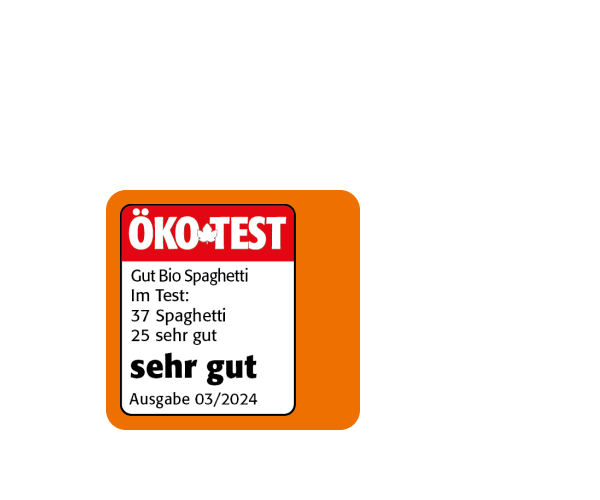 ÖKO TEST
Gut Bio Spaghetti
Im Test:
37 Spaghetti
25 sehr gut
sehr gut
Ausgabe 03/2024